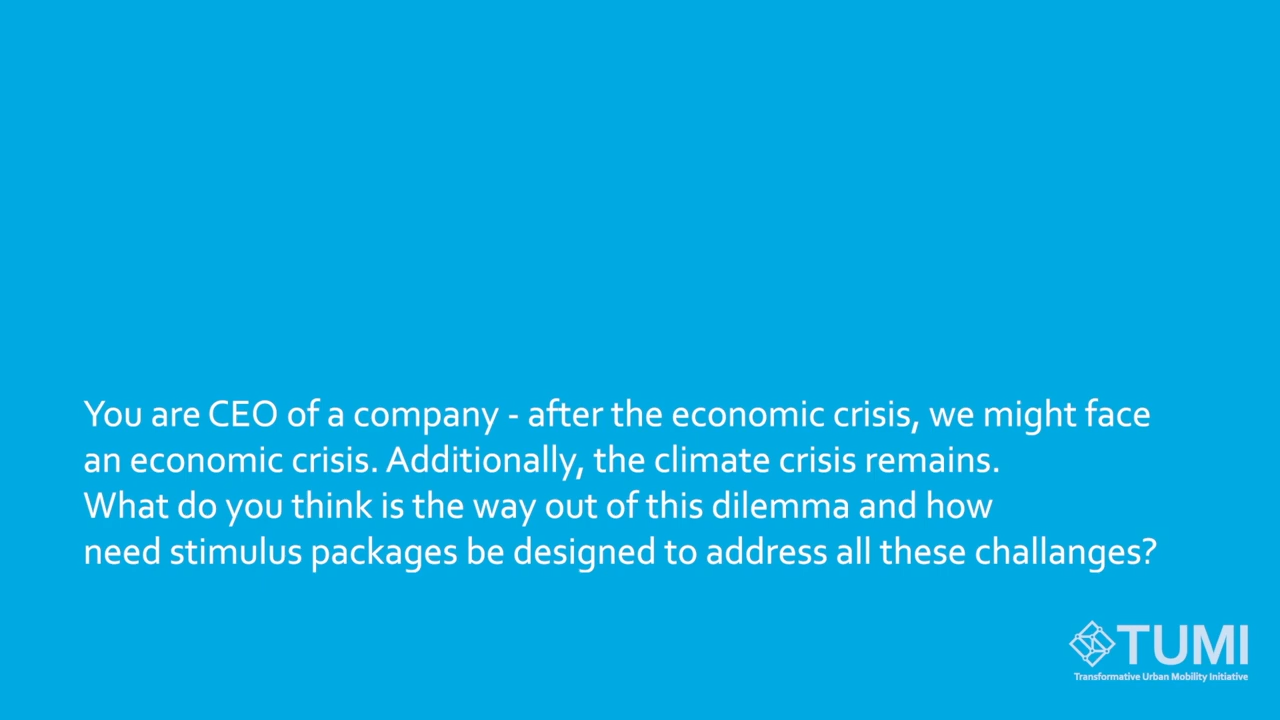 You are CEO of a company - after the economic crisis, we might face
an economic crisis. Additionally, the climate crisis remains.
What do you think is the way out of this dilemma and how
need stimulus packages be designed to address all these challanges?
TUMI
Transformative Urban Mobility Initiative